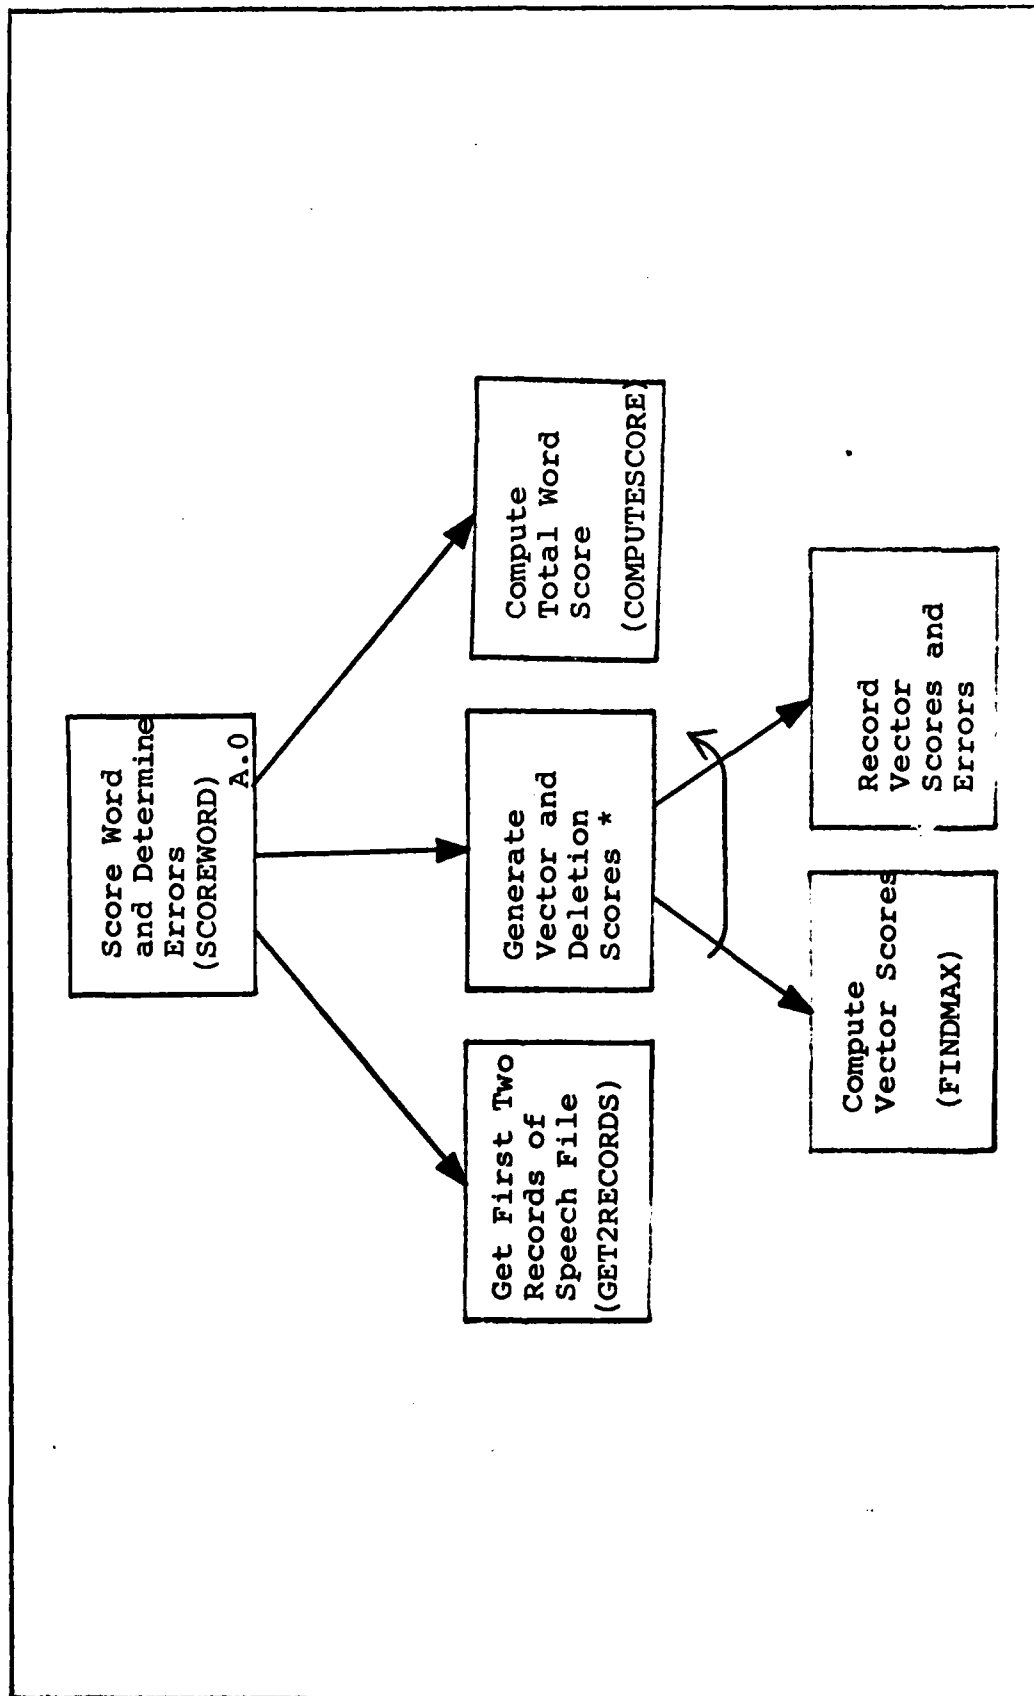 Score Word
and Determine
Errors
(SCOREWORD)
A.0
Get First Two
Records of
Speech File
(GET2RECORDS)
Generate
Vector and
Deletion
Scores *
Compute
Total Word
Score
(COMPUTESCORE)
Compute
Vector Scores
(FINDMAX)
Record
Vector
Scores and
Errors